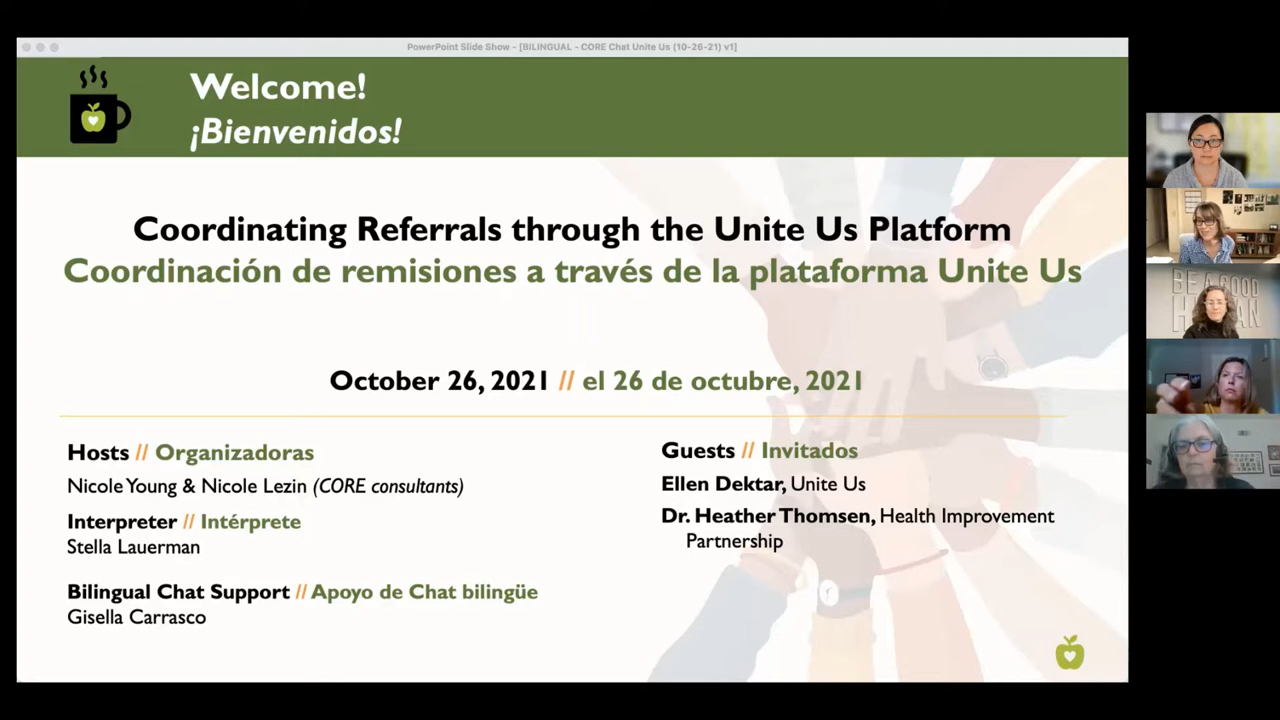 PowerPoint Slide Show - [BILINGUAL - CORE Chat Unite Us (10-26-21) v1]
Welcome!
¡Bienvenidos!
Coordinating Referrals through the Unite Us Platform
Coordinación de remisiones a través de la plataforma Unite Us
October 26, 2021 // el 26 de octubre, 2021
Hosts // Organizadoras
Nicole Young & Nicole Lezin (CORE consultants)
Interpreter // Intérprete
Stella Lauerman
Bilingual Chat Support // Apoyo de Chat bilingüe
Gisella Carrasco
Guests // Invitados
Ellen Dektar, Unite Us
Dr. Heather Thomsen, Health Improvement
Partnership
BE A GOOD
HUMAN